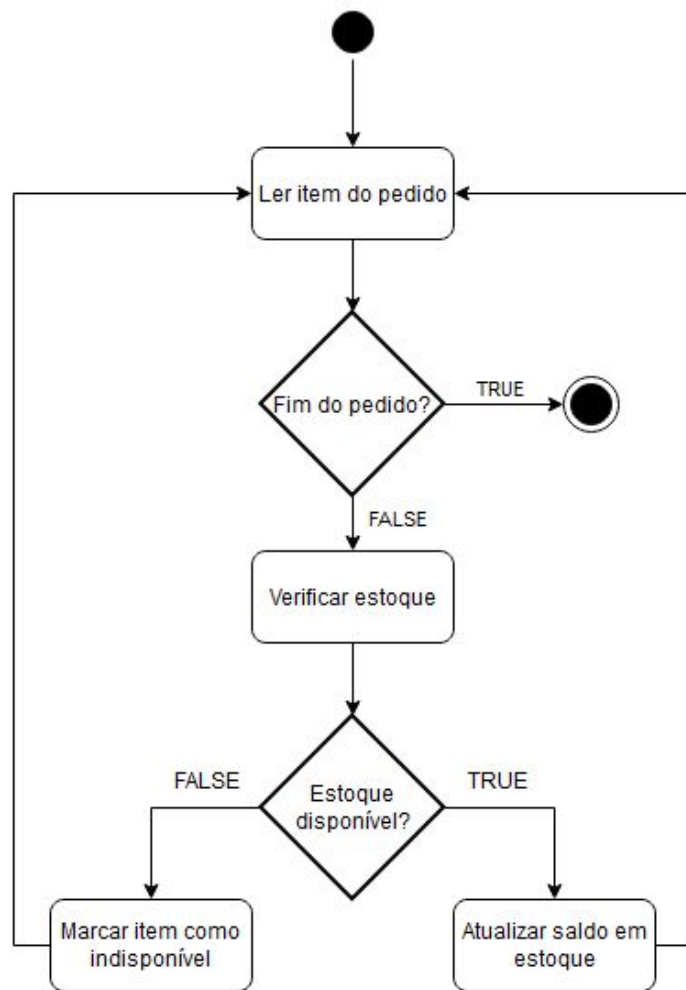 Ler item do pedido
Fim do pedido?
TRUE
FALSE
Verificar estoque
FALSE
Estoque
disponível?
TRUE
Marcar item como
indisponível
Atualizar saldo em
estoque